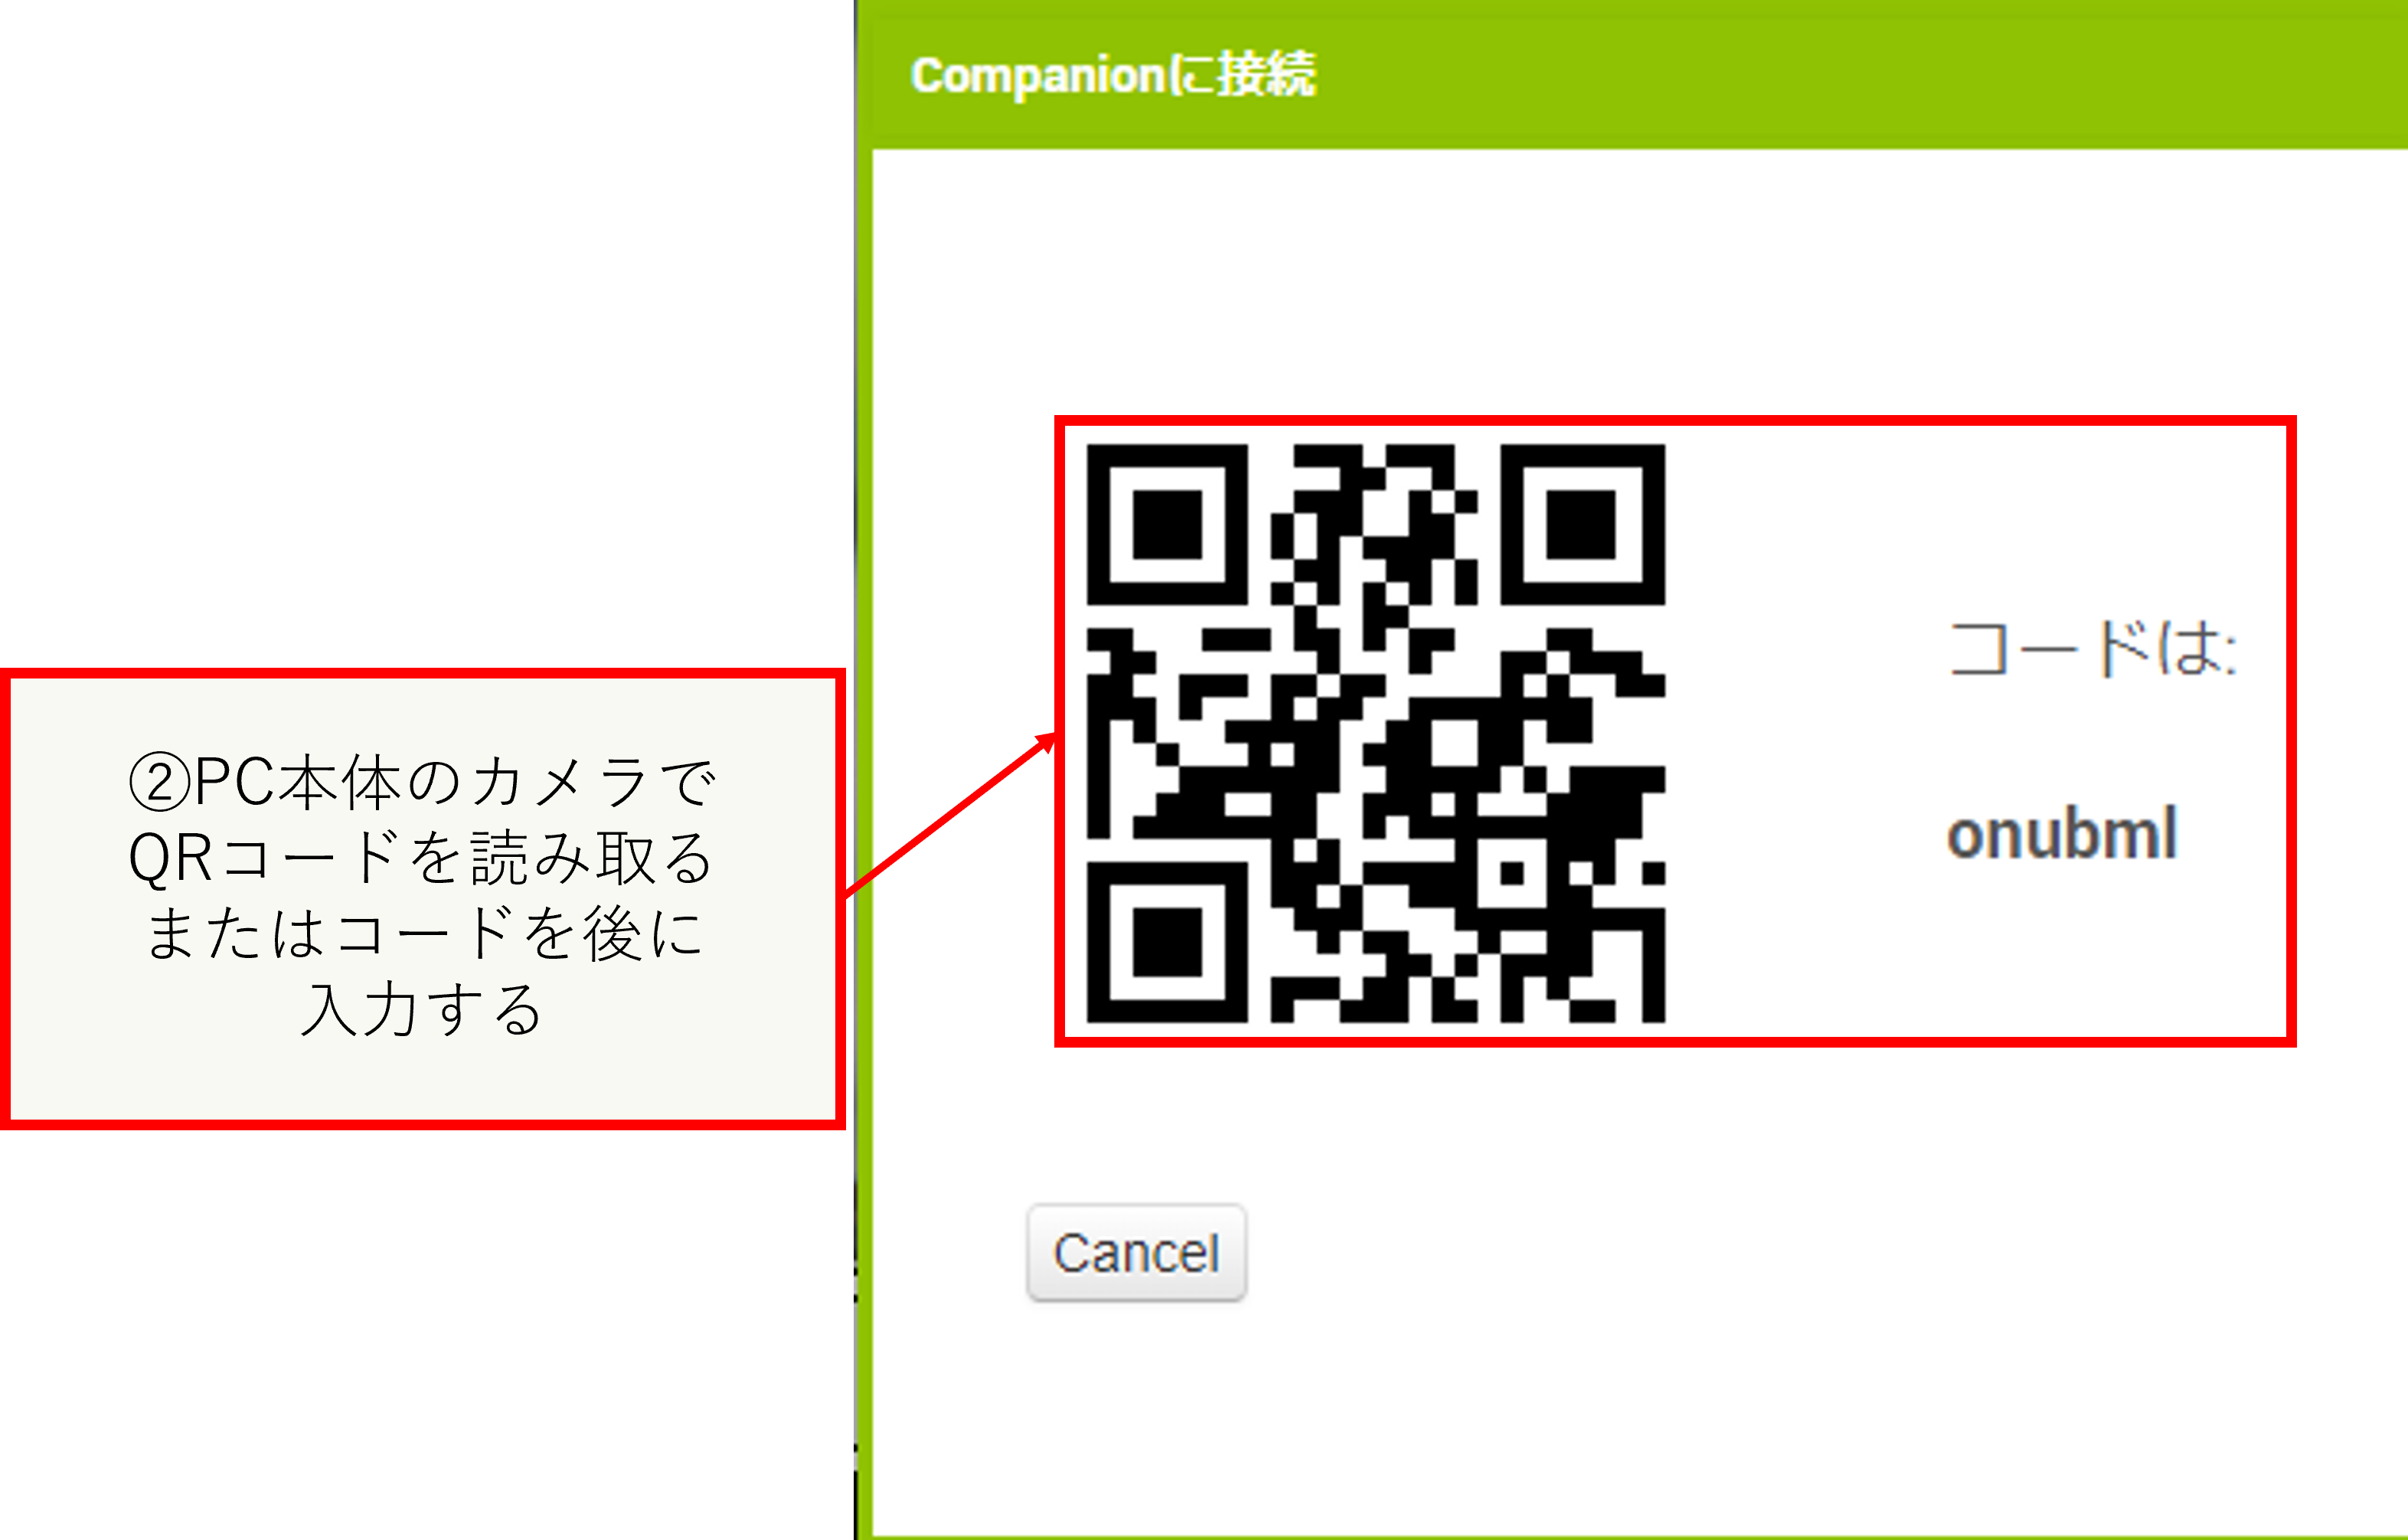 Companionに接続
②PC本体のカメラで
QRコードを読み取る
またはコードを後に
入力する
コードは:
onubml
Cancel